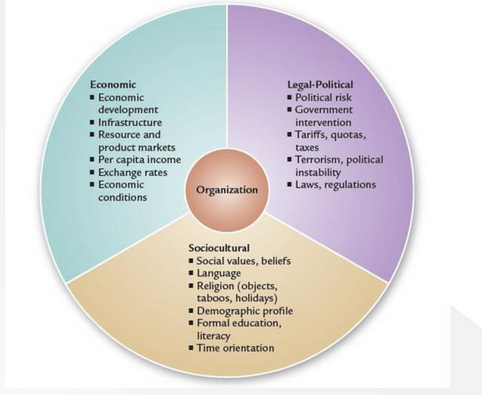 Economic
▪ Economic
development
▪ Infrastructure
▪ Resource and
product markets
▪ Per capita income
▪ Exchange rates
▪ Economic
conditions
Legal-Political
▪ Political risk
▪ Government
intervention
▪ Tariffs, quotas,
taxes
▪ Terrorism, political
instability
▪ Laws, regulations
Organization
Sociocultural
▪ Social values, beliefs
▪ Language
▪ Religion (objects,
taboos, holidays)
▪ Demographic profile
▪ Formal education,
literacy
▪ Time orientation